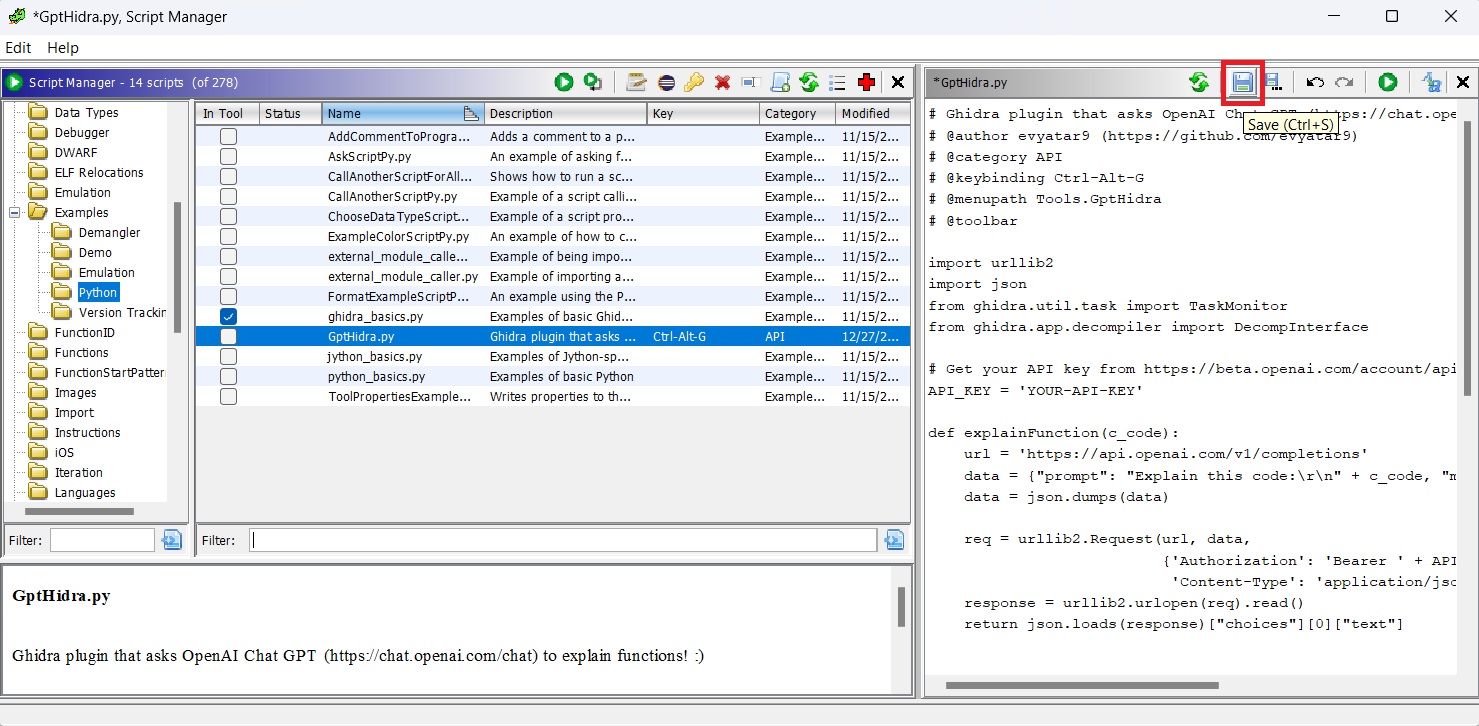 *GptHidra.py, Script Manager
Edit Help
Script Manager - 14 scripts (of 278)
Data Types
Debugger
DWARF
ELF Relocations
Emulation
Examples
Demangler
Demo
Emulation
Python
Version Trackin
FunctionID
Functions
FunctionStartPatter
Images
Import
Instructions
iOS
Iteration
Languages
Filter:
In Tool Status Name Description Key Category Modified
AddCommentToProgra... Adds a comment to a p... Example... 11/15/2...
AskScriptPy.py An example of asking f... Example... 11/15/2...
CallAnotherScriptForAll... Shows how to run a sc... Example... 11/15/2...
CallAnotherScriptPy.py Example of a script calli... Example... 11/15/2...
ChooseDataTypeScript... Example of a script pro... Example... 11/15/2...
ExampleColorScriptPy.py An example of how to c... Example... 11/15/2...
external_module_calle... Example of being impo... Example... 11/15/2...
external_module_caller.py Example of importing a... Example... 11/15/2...
FormatExampleScriptP... An example using the P... Example... 11/15/2...
ghidra_basics.py Examples of basic Ghid... Example... 11/15/2...
GptHidra.py Ghidra plugin that asks ... Ctrl-Alt-G API 12/27/2...
jython_basics.py Examples of Jython-sp... Example... 11/15/2...
python_basics.py Examples of basic Python Example... 11/15/2...
ToolPropertiesExample... Writes properties to th... Example... 11/15/2...
Filter:
GptHidra.py
Ghidra plugin that asks OpenAI Chat GPT (https://chat.openai.com/chat) to explain functions! :)
*GptHidra.py
Save (Ctrl+S)
# Ghidra plugin that asks OpenAI Ch ttps://chat.ope
# @author evyatar9 (https://github.com/evyatar9)
# @category API
# @keybinding Ctrl-Alt-G
# @menupath Tools.GptHidra
# @toolbar
import urllib2
import json
from ghidra.util.task import TaskMonitor
from ghidra.app.decompiler import DecompInterface
# Get your API key from https://beta.openai.com/account/api
API_KEY = 'YOUR-API-KEY'
def explainFunction(c_code):
url = 'https://api.openai.com/v1/completions'
data = {"prompt": "Explain this code:\r\n" + c_code, "m
data = json.dumps(data)
req = urllib2.Request(url, data,
{'Authorization': 'Bearer ' + API
'Content-Type': 'application/jso
response = urllib2.urlopen(req).read()
return json.loads(response)["choices"][0]["text"]